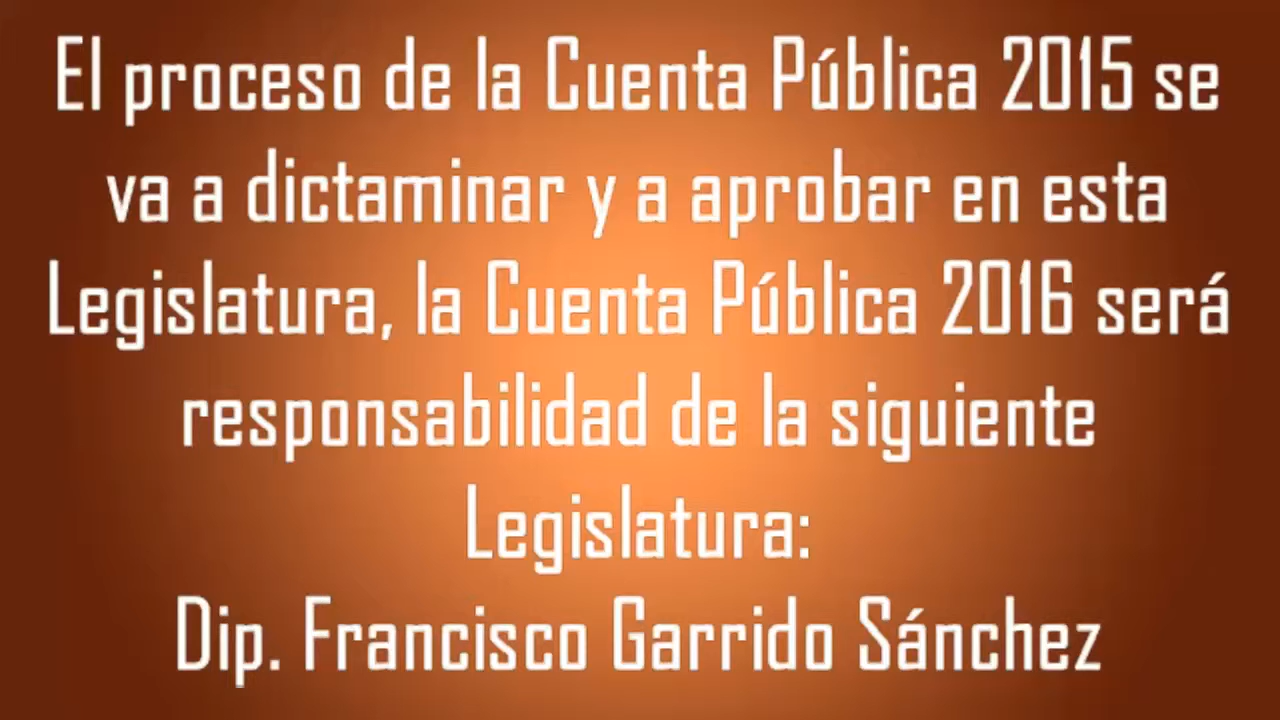 El proceso de la Cuenta Pública 2015 se
va a dictaminar y a aprobar en esta
Legislatura, la Cuenta Pública 2016 será
responsabilidad de la siguiente
Legislatura:
Dip. Francisco Garrido Sánchez